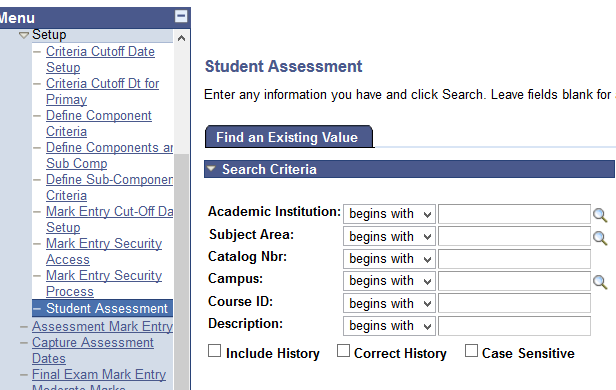 Menu
Setup
Criteria Cutoff Date
Setup
Criteria Cutoff Dt for
Primay
Define Component
Criteria
Define Components an
Sub Comp
Define Sub-Componen
Criteria
Mark Entry Cut-Off Da
Setup
Mark Entry Security
Access
Mark Entry Security
Process
Student Assessment
Assessment Mark Entry
Capture Assessment
Dates
Final Exam Mark Entry
Moderate Marks
Student Assessment
Enter any information you have and click Search. Leave fields blank for
Find an Existing Value
Search Criteria
Academic Institution: begins with
Subject Area: begins with
Catalog Nbr: begins with
Campus: begins with
Course ID: begins with
Description: begins with
Include History Correct History Case Sensitive